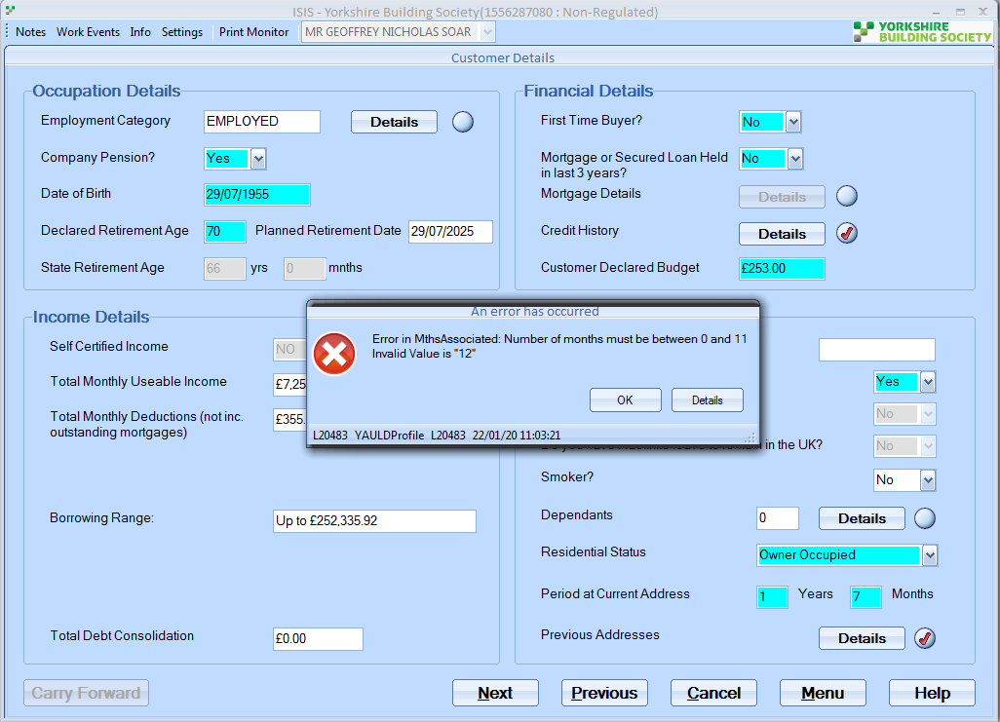 ISIS - Yorkshire Building Society(1556287080 : Non-Regulated)
Notes Work Events Info Settings Print Monitor MR GEOFFREY NICHOLAS SOAR
YORKSHIRE
BUILDING SOCIETY
Customer Details
Occupation Details
Employment Category EMPLOYED Details
Company Pension? Yes
Date of Birth 29/07/1955
Declared Retirement Age 70 Planned Retirement Date 29/07/2025
State Retirement Age 66 yrs 0 mnths
Financial Details
First Time Buyer? No
Mortgage or Secured Loan Held No
in last 3 years?
Mortgage Details Details
Credit History Details
Customer Declared Budget £253.00
An error has occurred
Error in MthsAssociated: Number of months must be between 0 and 11
Invalid Value is "12"
OK Details
L20483 YAULDProfile L20483 22/01/20 11:03:21
Income Details
Self Certified Income NO
Total Monthly Useable Income £7,25
Total Monthly Deductions (not inc. £355.
outstanding mortgages)
Borrowing Range: Up to £252,335.92
Total Debt Consolidation £0.00
Yes
No
in the UK? No
Smoker? No
Dependants 0 Details
Residential Status Owner Occupied
Period at Current Address 1 Years 7 Months
Previous Addresses Details
Carry Forward Next Previous Cancel Menu Help